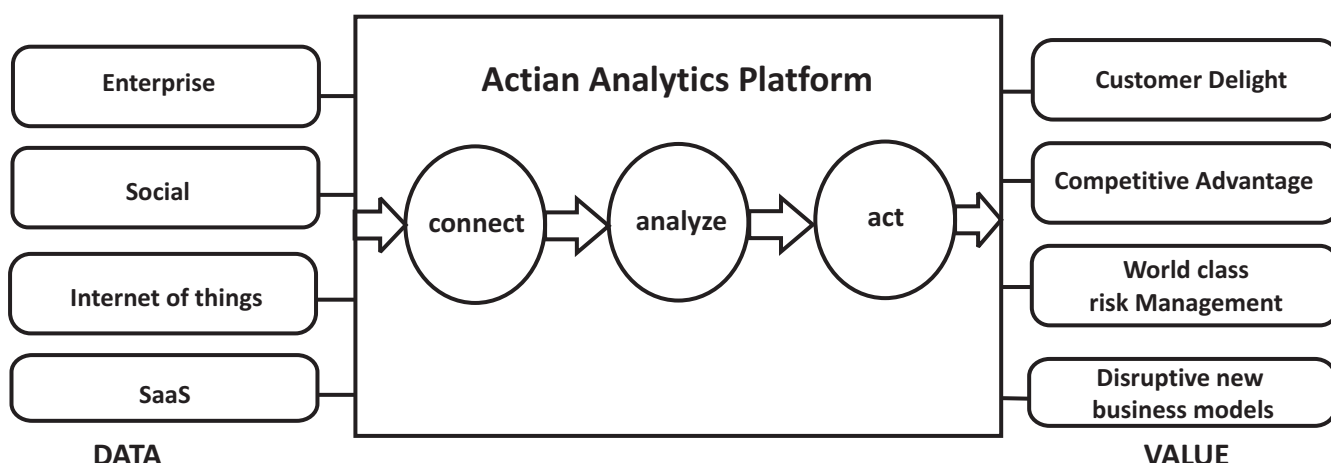 Actian Analytics Platform
Enterprise
Social
Internet of things
SaaS
DATA
connect
analyze
act
Customer Delight
Competitive Advantage
World class
risk Management
Disruptive new
business models
VALUE